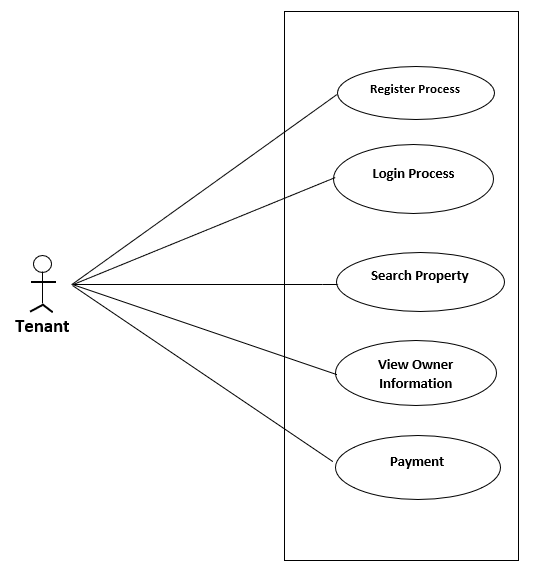 Register Process
Login Process
Search Property
Tenant
View Owner
Information
Payment